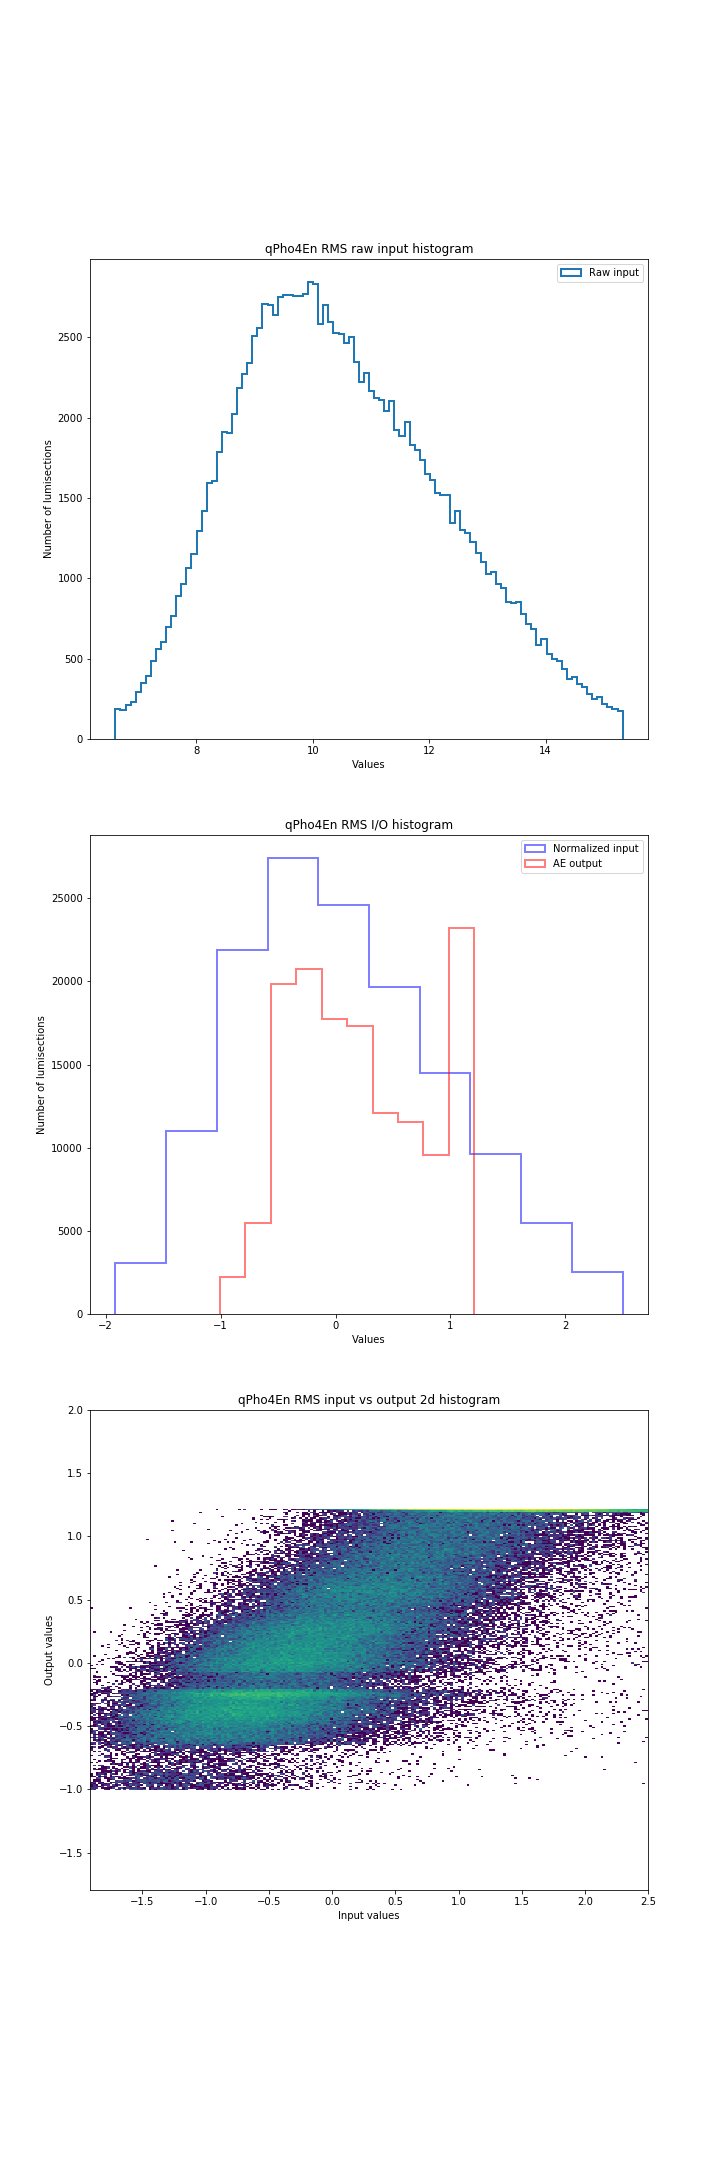 qPho4En RMS raw input histogram
Raw input
2500
2000
1500
1000
500
0
8 10 12 14
Number of lumisections
Values
qPho4En RMS I/O histogram
Normalized input
AE output
25000
20000
15000
10000
5000
0
−2 −1 0 1 2
Number of lumisections
Values
qPho4En RMS input vs output 2d histogram
2.0
1.5
1.0
0.5
0.0
−0.5
−1.0
−1.5
−1.5 −1.0 −0.5 0.0 0.5 1.0 1.5 2.0 2.5
Output values
Input values